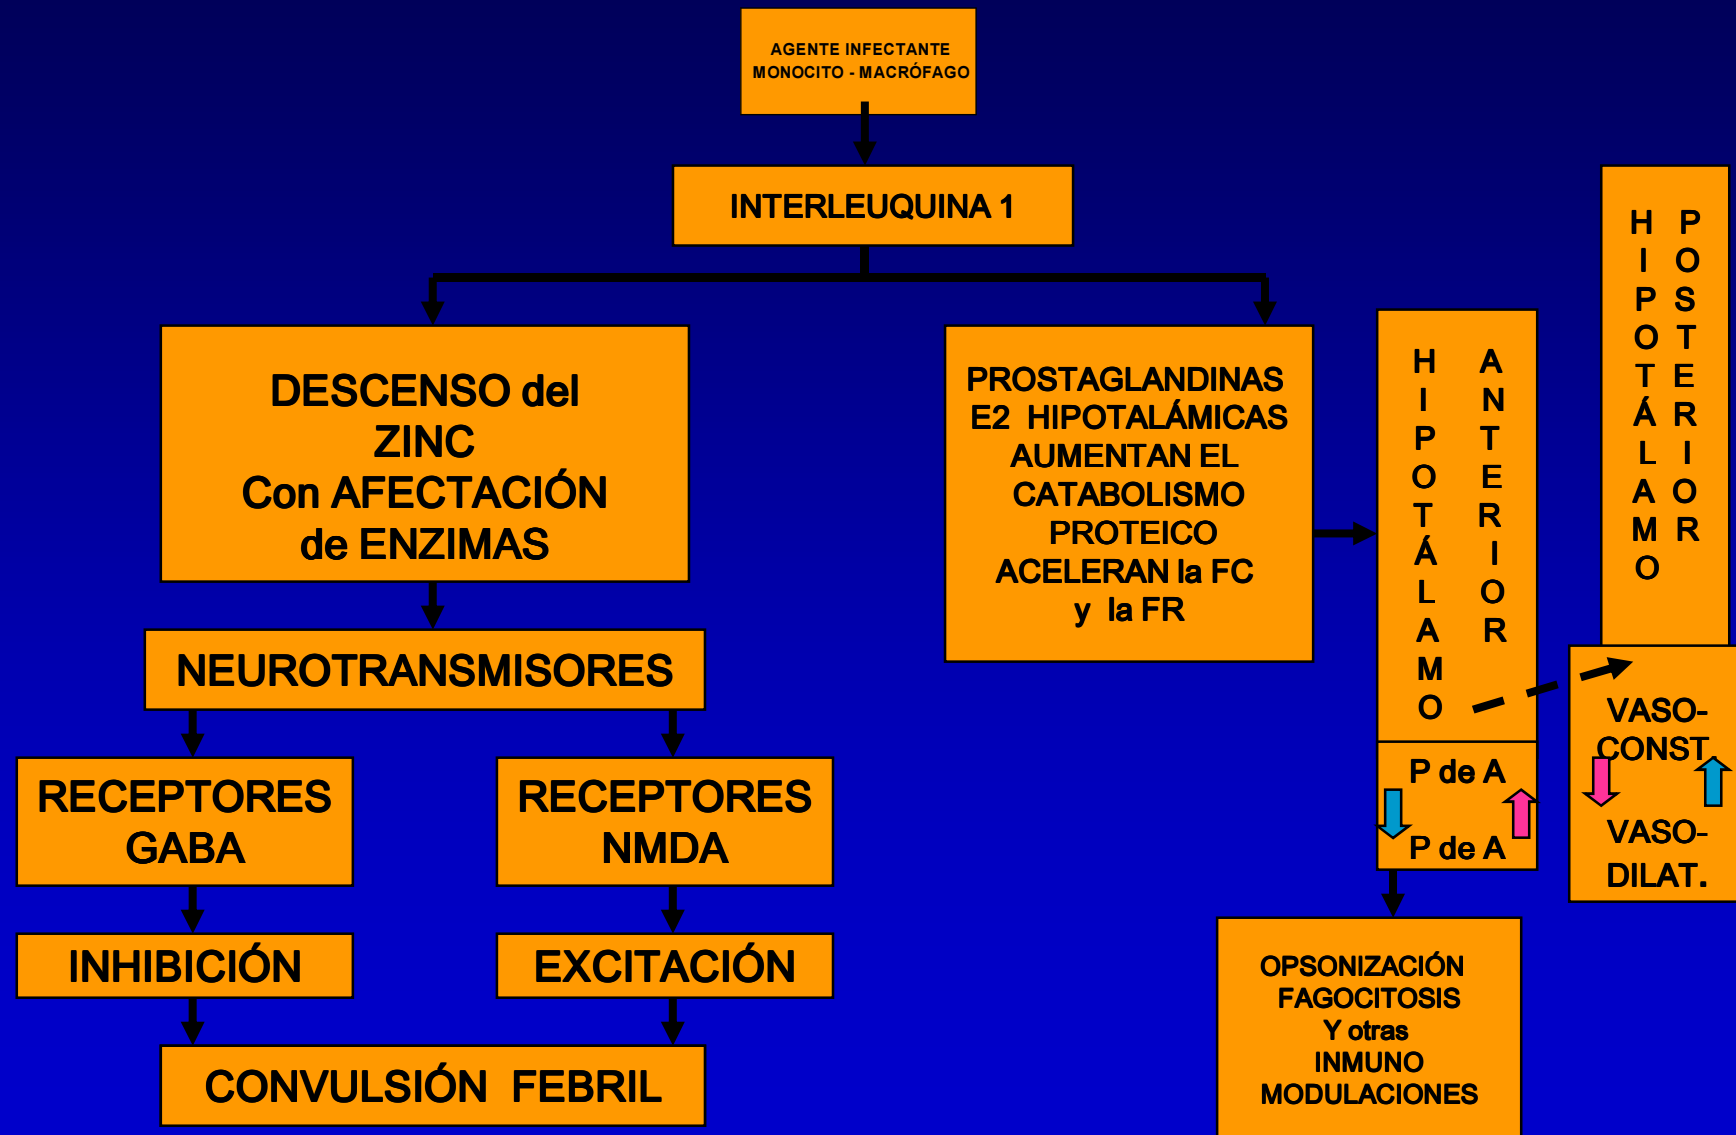 AGENTE INFECTANTE
MONOCITO - MACRÓFAGO
INTERLEUQUINA 1
DESCENSO del
ZINC
Con AFECTACIÓN
de ENZIMAS
NEUROTRANSMISORES
RECEPTORES
GABA
RECEPTORES
NMDA
INHIBICIÓN
EXCITACIÓN
CONVULSIÓN FEBRIL
PROSTAGLANDINAS
E2 HIPOTALÁMICAS
AUMENTAN EL
CATABOLISMO
PROTEICO
ACELERAN la FC
y la FR
HIPOTÁLAMO
ANTERIOR
P de A
P de A
OPSONIZACIÓN
FAGOCITOSIS
Y otras
INMUNO
MODULACIONES
HIPOTÁLAMO
POSTERIOR
VASO-
CONST.
VASO-
DILAT.